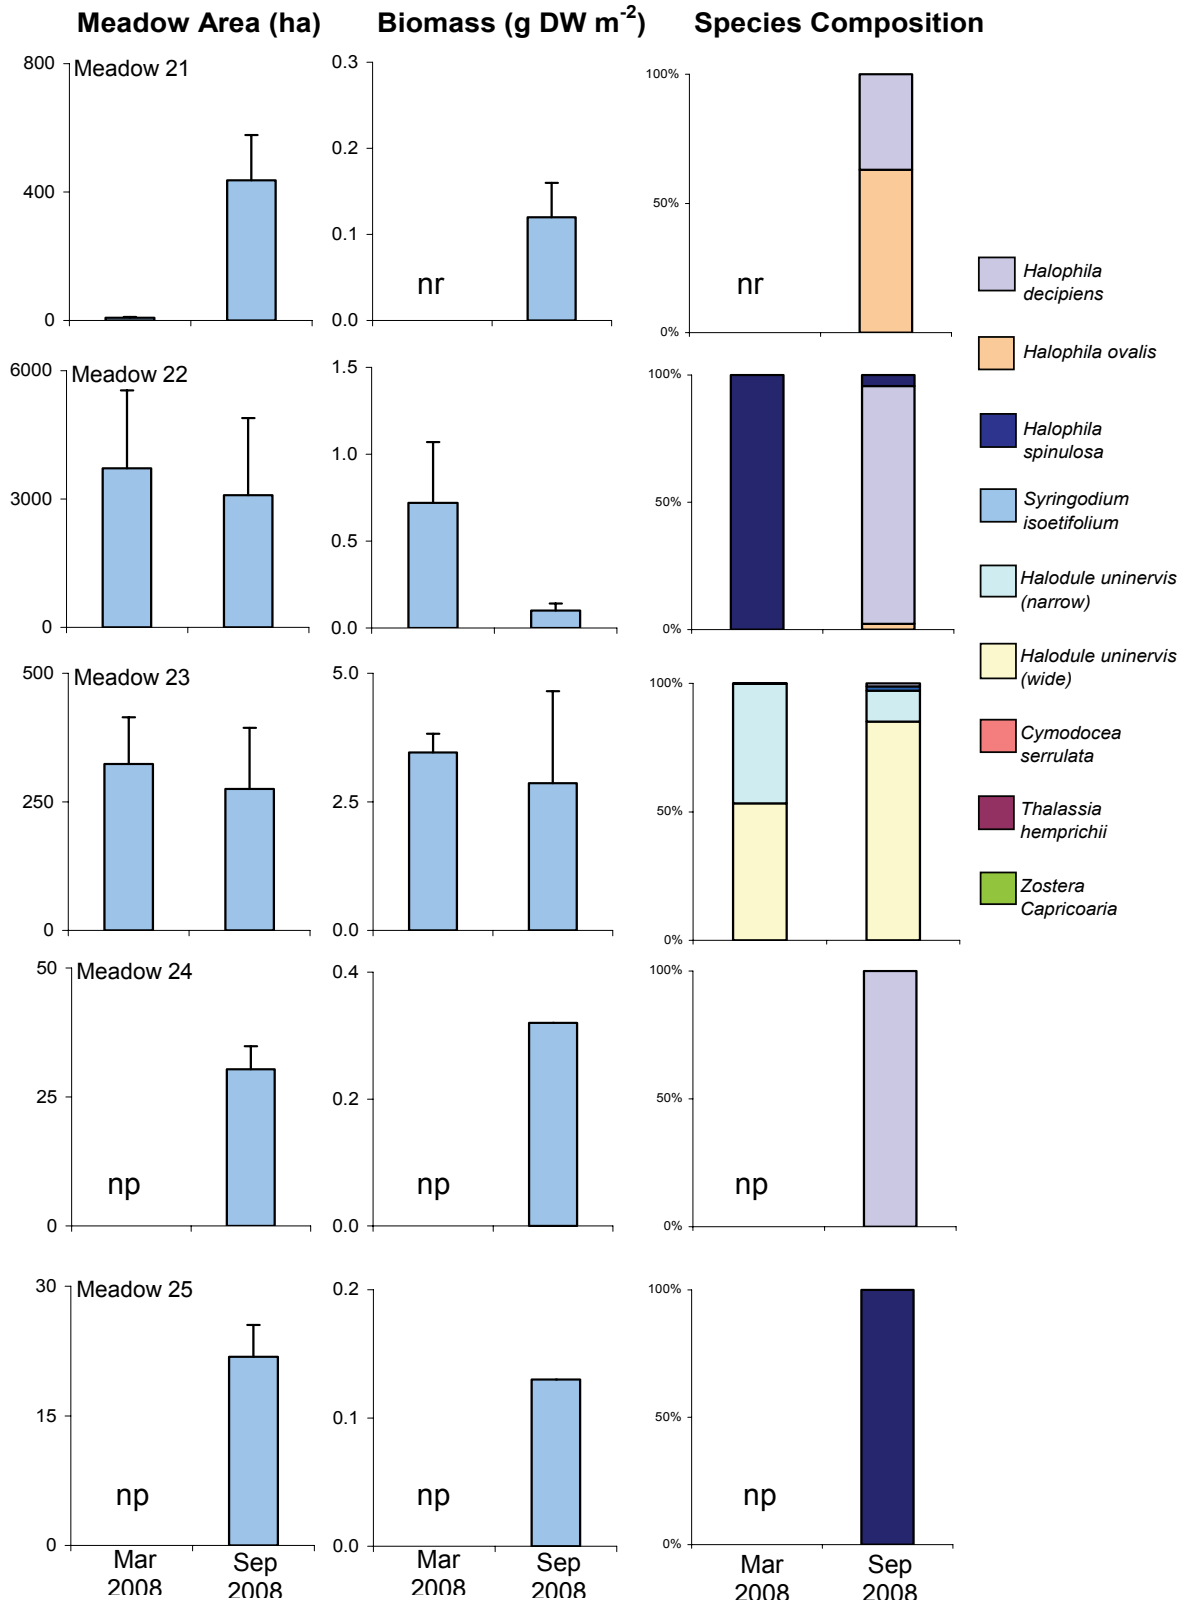 Meadow Area (ha) Biomass (g DW m-2) Species Composition
Meadow 21
800
400
0
0.3
0.2
0.1
0.0
nr
100%
50%
0%
nr
Meadow 22
6000
3000
0
1.5
1.0
0.5
0.0
100%
50%
0%
Meadow 23
500
250
0
5.0
2.5
0.0
100%
50%
0%
Meadow 24
50
25
0
np
0.4
0.2
0.0
np
100%
50%
0%
np
Meadow 25
30
15
0
np
0.2
0.1
0.0
np
100%
50%
0%
np
Mar
2008
Sep
2008
Mar
2008
Sep
2008
Mar
2008
Sep
2008
Halophila
decipiens
Halophila ovalis
Halophila
spinulosa
Syringodium
isoetifolium
Halodule uninervis
(narrow)
Halodule uninervis
(wide)
Cymodocea
serrulata
Thalassia
hemprichii
Zostera
Capricoaria